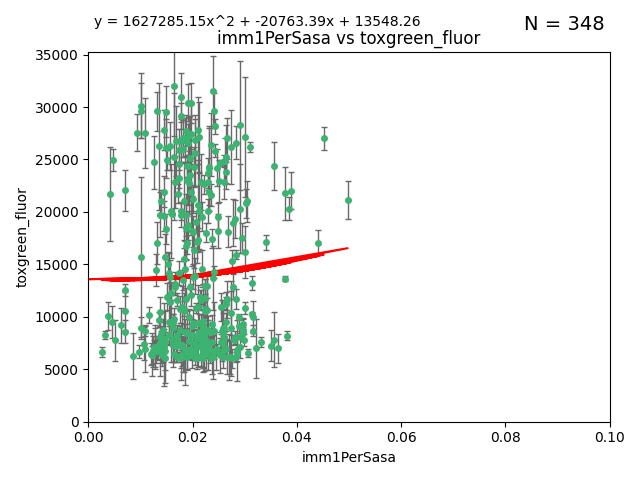 y = 1627285.15x^2 + -20763.39x + 13548.26
N = 348
imm1PerSasa vs toxgreen_fluor
35000
30000
25000
20000
15000
10000
5000
0
toxgreen_fluor
0.00 0.02 0.04 0.06 0.08 0.10
imm1PerSasa